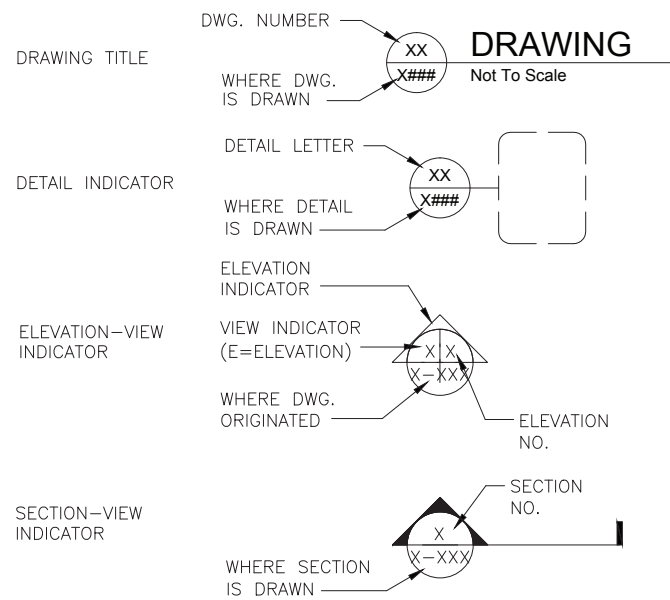 DWG. NUMBER
XX
DRAWING
DRAWING TITLE
X###
Not To Scale
WHERE DWG.
IS DRAWN
DETAIL LETTER
XX
DETAIL INDICATOR
X###
WHERE DETAIL
IS DRAWN
ELEVATION
INDICATOR
ELEVATION-VIEW
INDICATOR
VIEW INDICATOR
(E=ELEVATION)
X X
X-XXX
WHERE DWG.
ORIGINATED
ELEVATION
NO.
SECTION-VIEW
INDICATOR
SECTION
NO.
X
X-XXX
WHERE SECTION
IS DRAWN